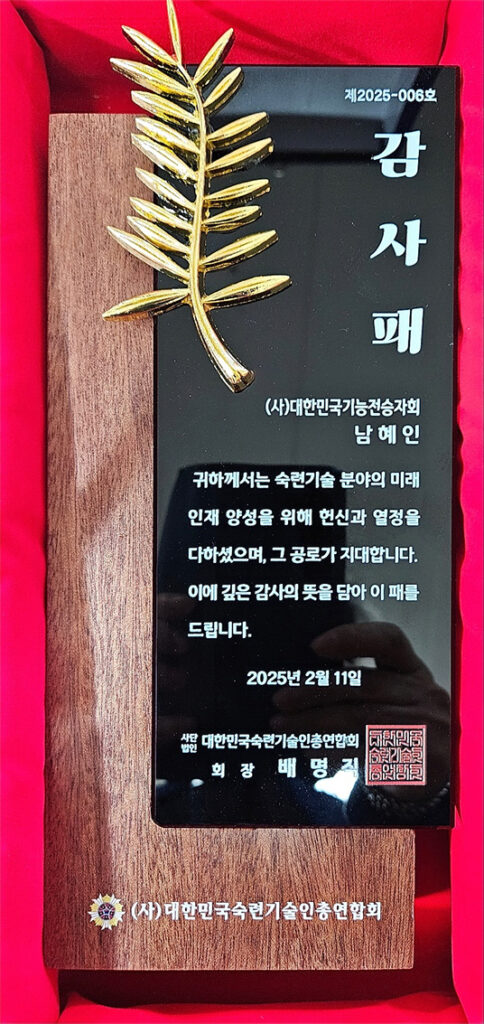 제2025-006호
감
사
패
(사)대한민국기능전승자회
남 혜 인
귀하께서는 숙련기술 분야의 미래
인재 양성을 위해 헌신과 열정을
다하셨으며, 그 공로가 지대합니다.
이에 깊은 감사의 뜻을 담아 이 패를
드립니다.
2025년 2월 11일
사단법인 대한민국숙련기술인총연합회
회 장 배 명 직
(사)대한민국숙련기술인총연합회